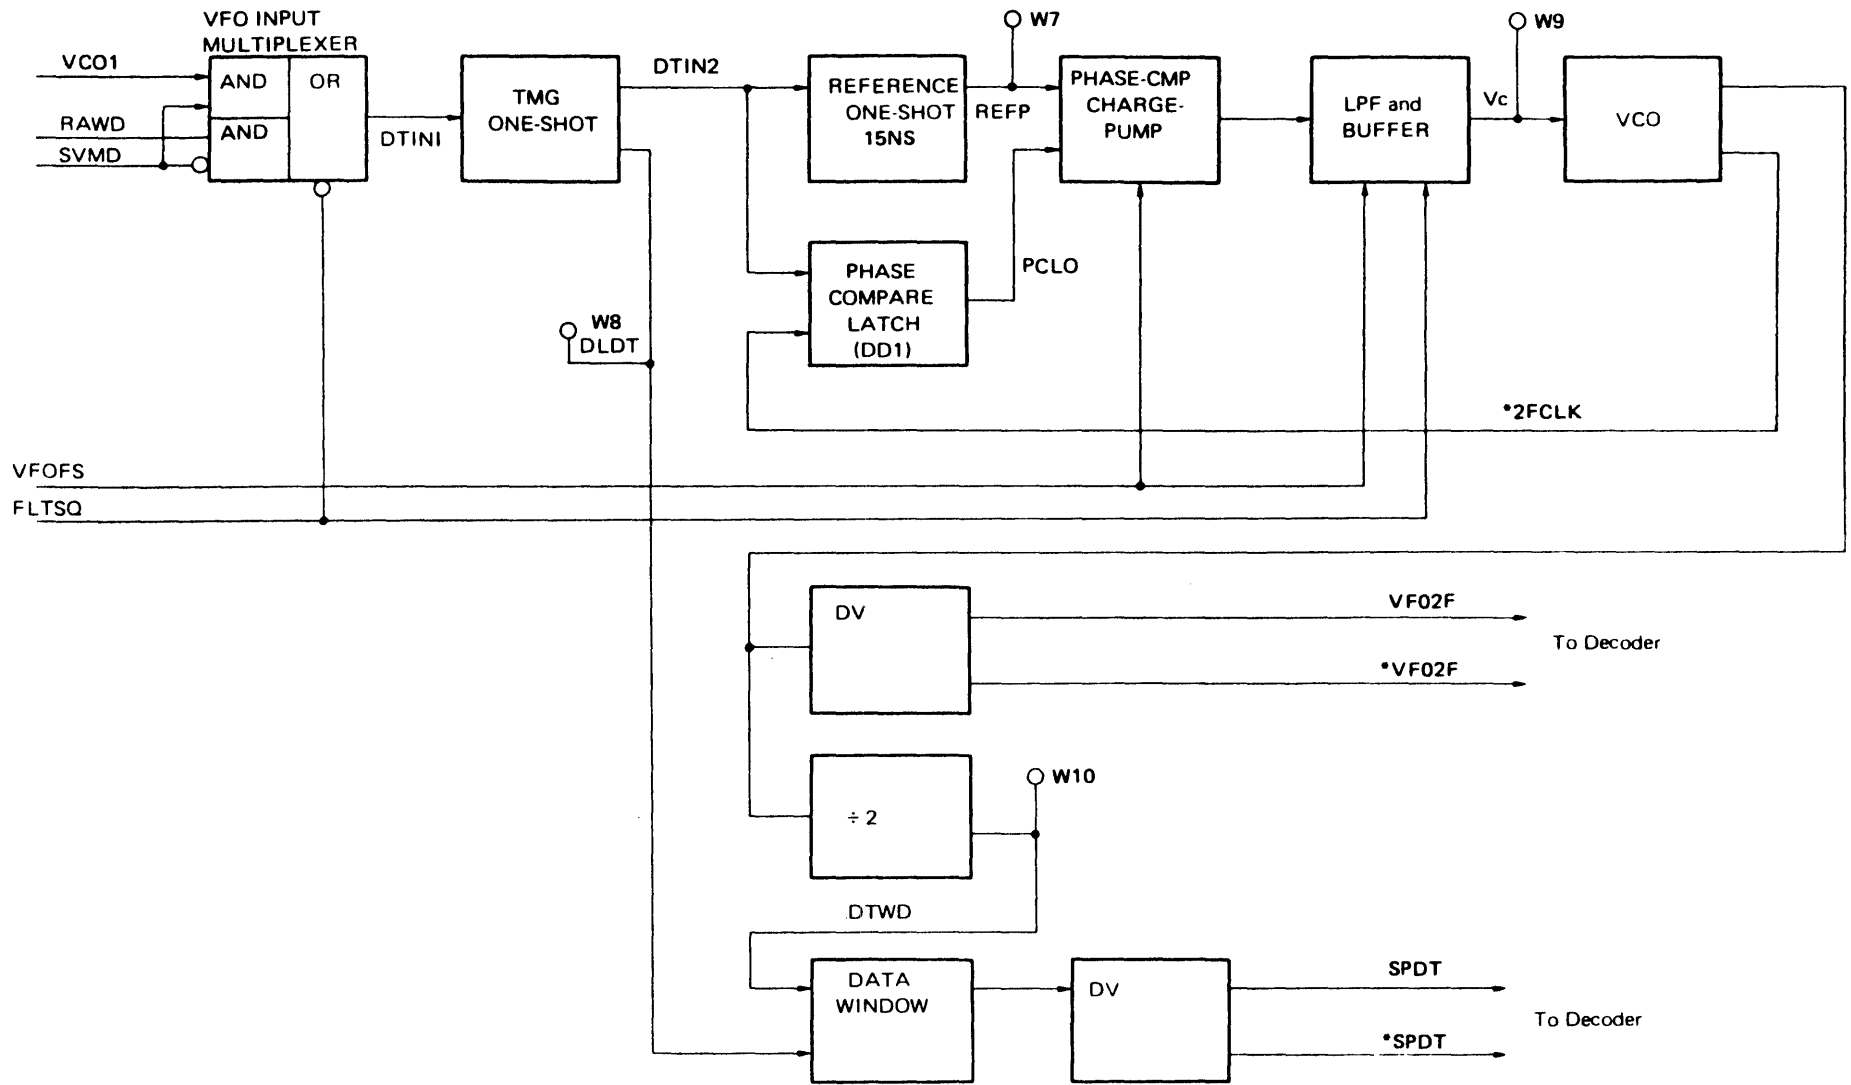 VFO INPUT
MULTIPLEXER
VCO1
RAWD
SVMD
AND
AND
OR
DTIN1
TMG
ONE-SHOT
DTIN2
REFERENCE
ONE-SHOT
15NS
W7
REFP
PHASE-CMP
CHARGE-
PUMP
LPF and
BUFFER
Vc
W9
VCO
PHASE
COMPARE
LATCH
(DD1)
PCLO
W8
DLDT
*2FCLK
VFOFS
FLTSQ
DV
VF02F
*VF02F
To Decoder
÷ 2
W10
DTWD
DATA
WINDOW
DV
SPDT
*SPDT
To Decoder